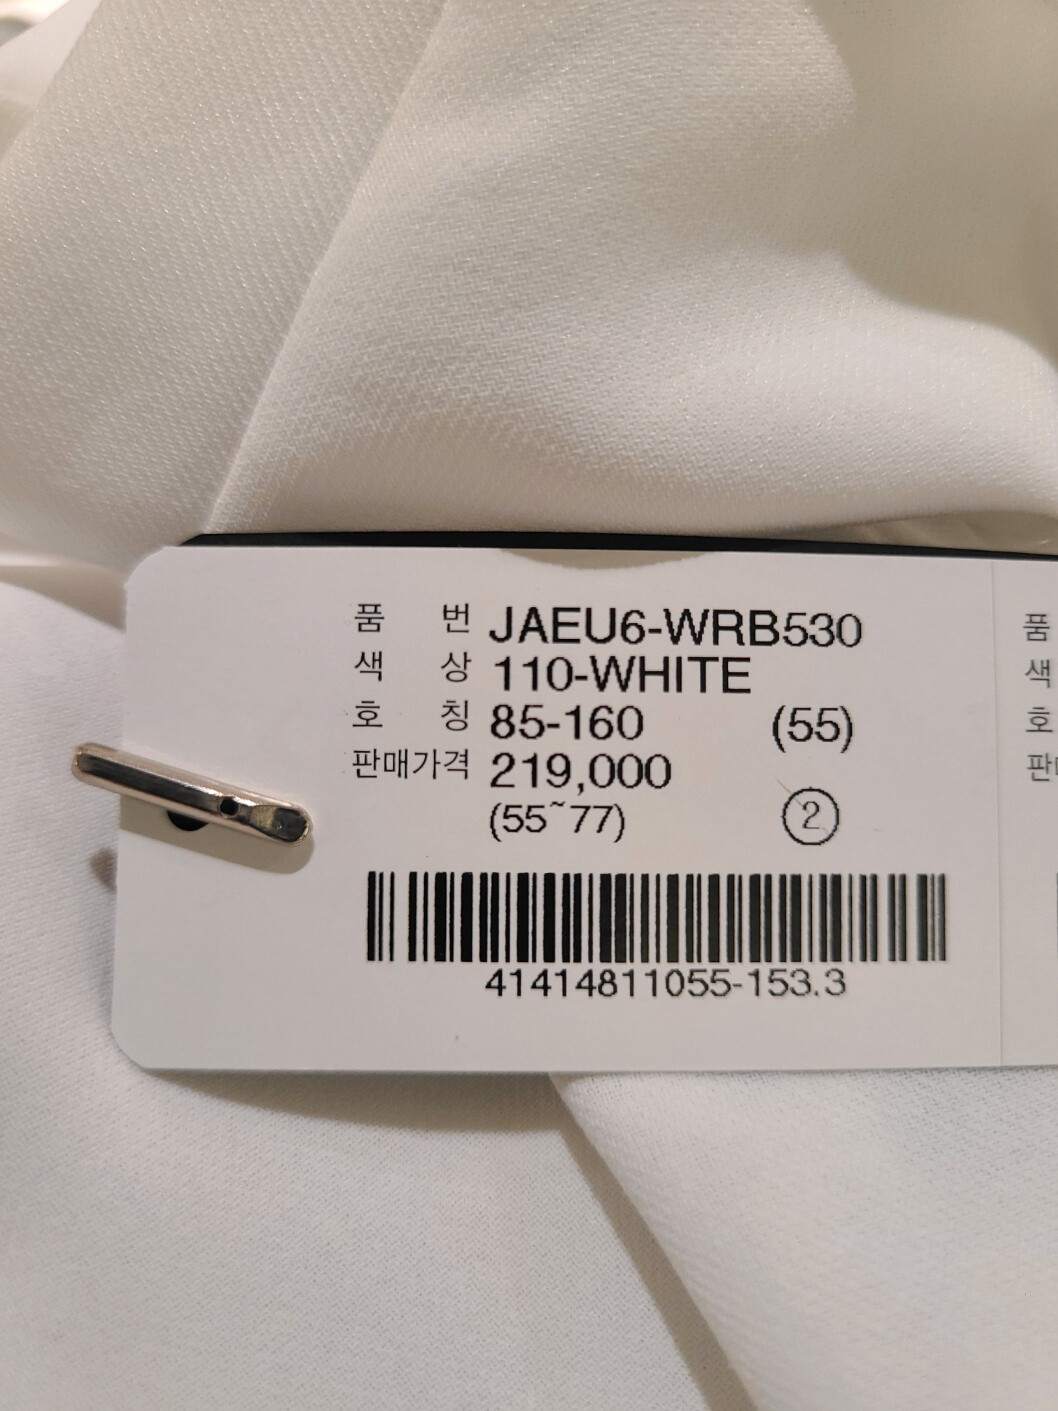 품 번 JAEU6-WRB530
색 상 110-WHITE
호 칭 85-160 (55)
판매가격 219,000
(55~77) ②
41414811055-153.3
품
색
호
판